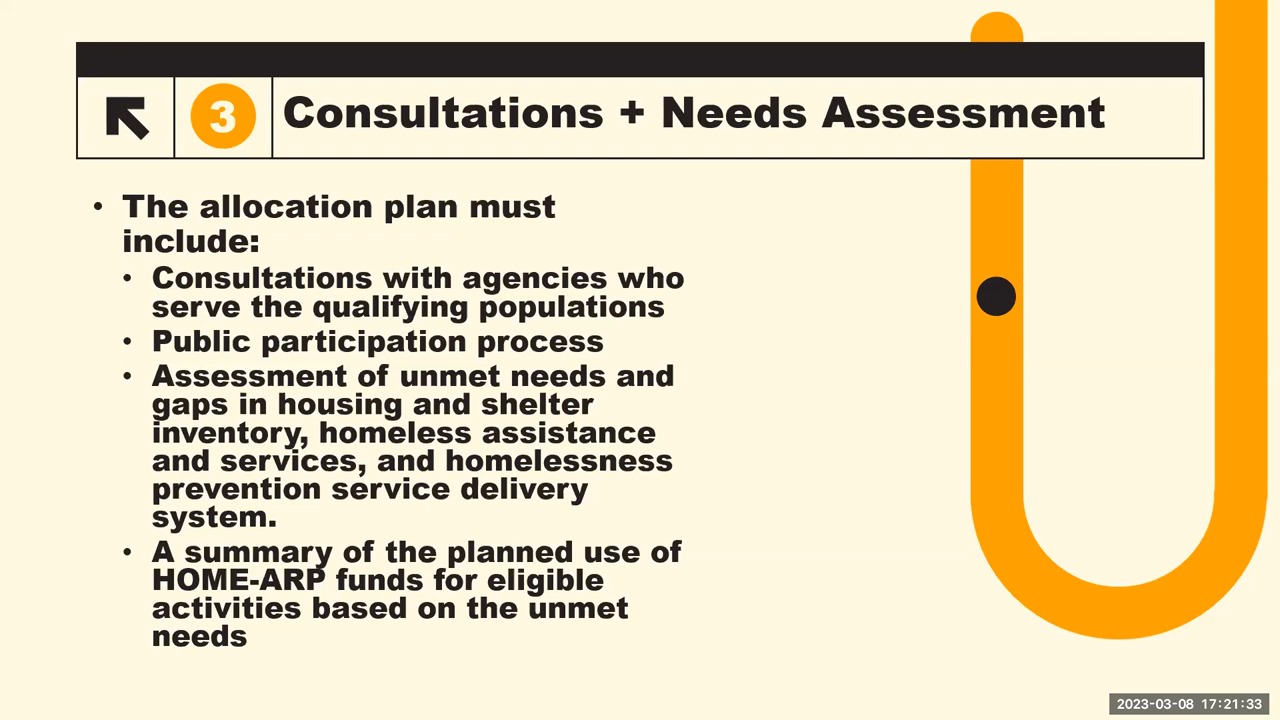 3 Consultations + Needs Assessment
• The allocation plan must
include:
• Consultations with agencies who
serve the qualifying populations
• Public participation process
• Assessment of unmet needs and
gaps in housing and shelter
inventory, homeless assistance
and services, and homelessness
prevention service delivery
system.
• A summary of the planned use of
HOME-ARP funds for eligible
activities based on the unmet
needs
2023-03-08 17:21:33